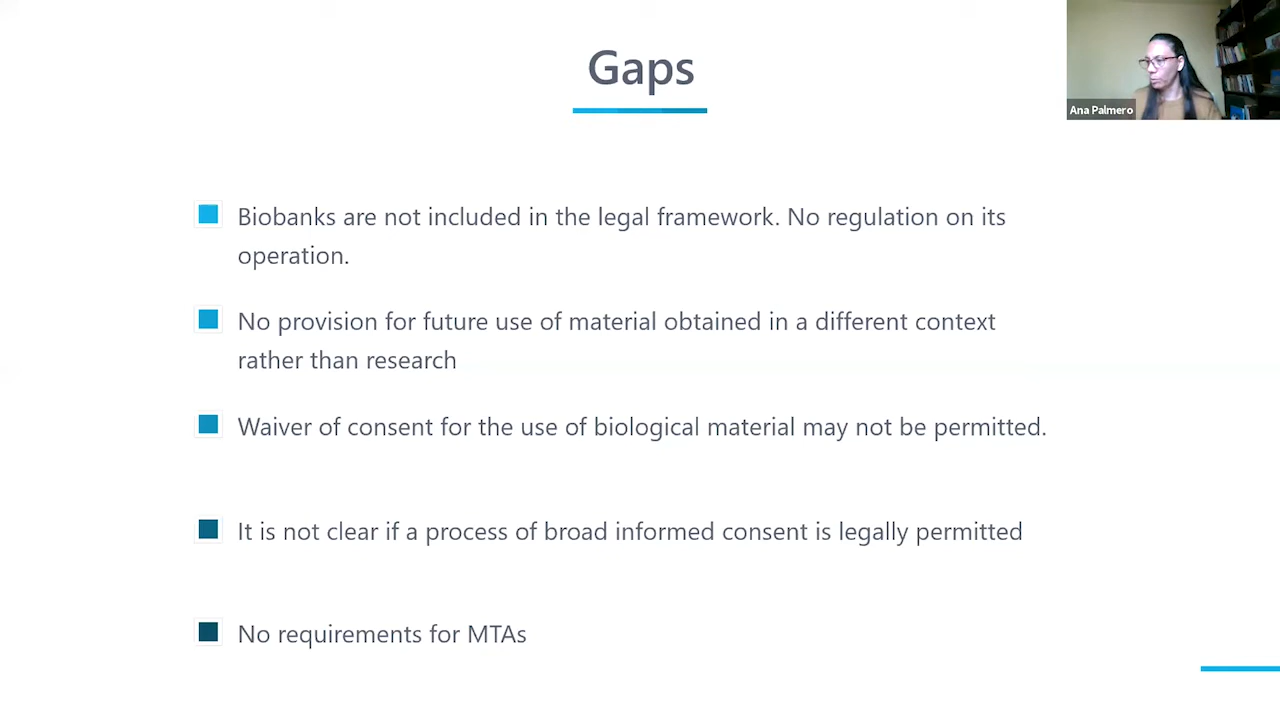 Gaps
Ana Palmero
Biobanks are not included in the legal framework. No regulation on its
operation.
No provision for future use of material obtained in a different context
rather than research
Waiver of consent for the use of biological material may not be permitted.
It is not clear if a process of broad informed consent is legally permitted
No requirements for MTAs